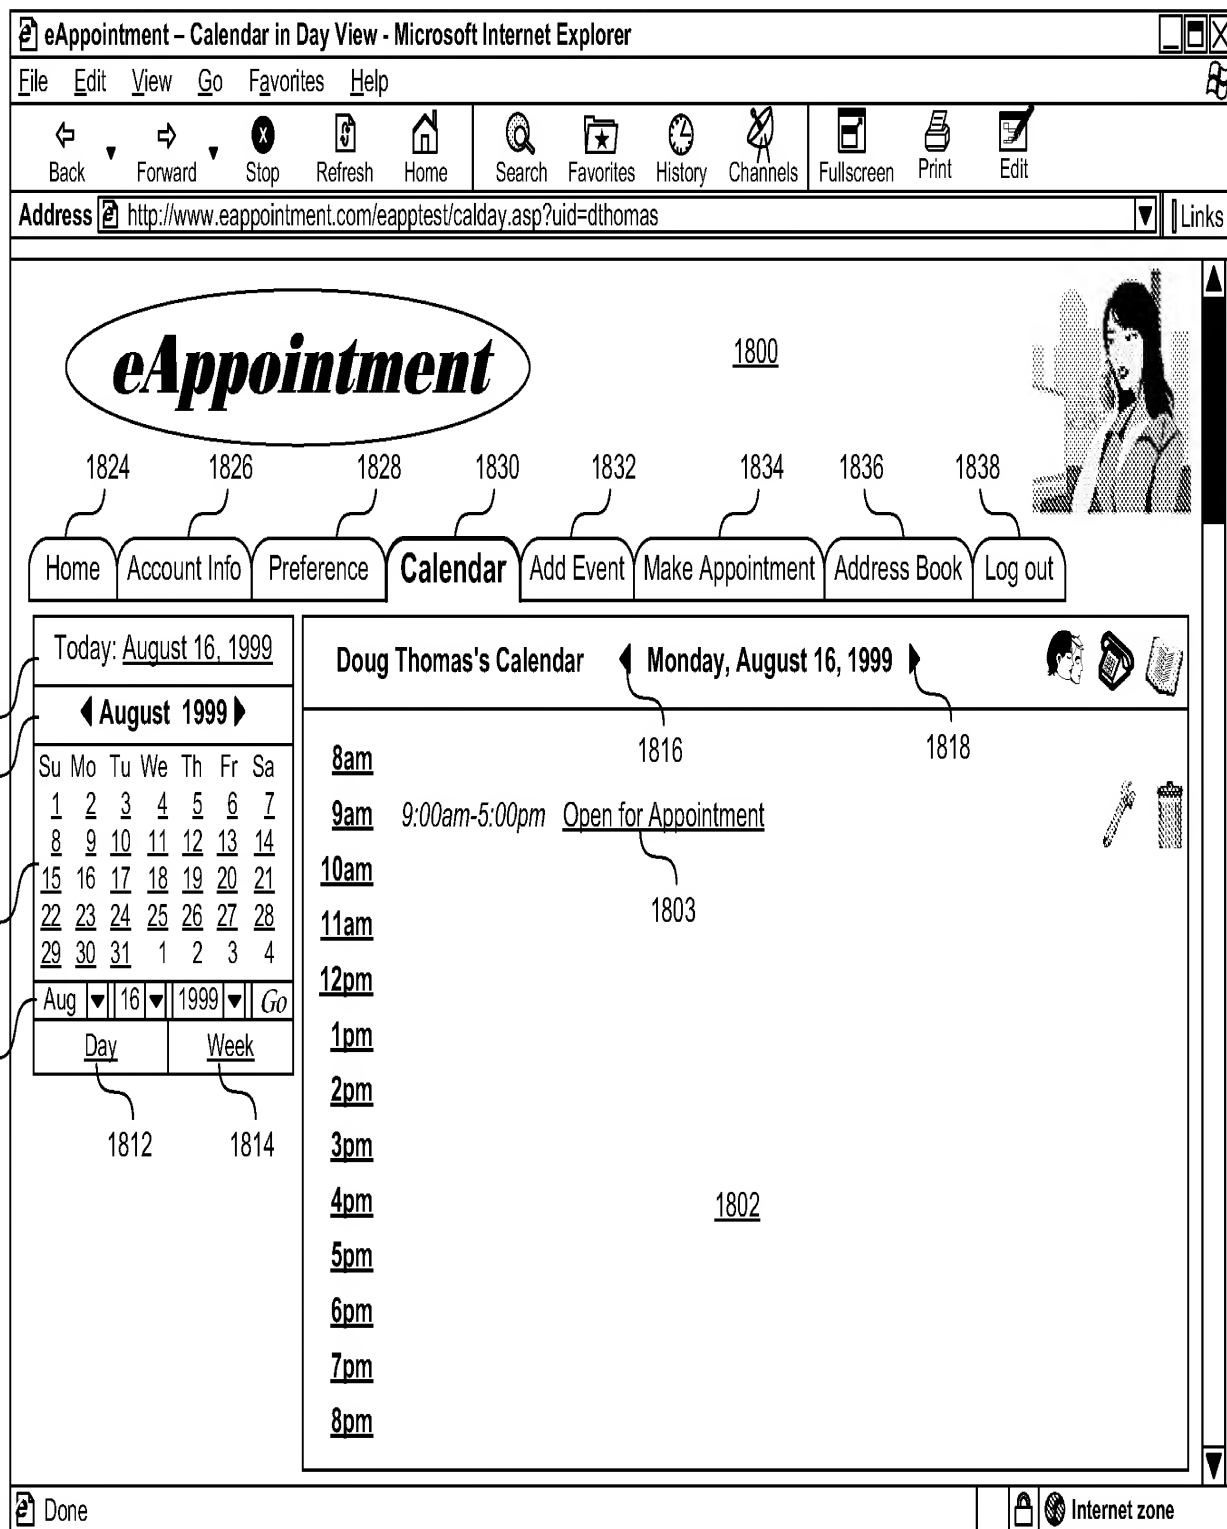 eAppointment – Calendar in Day View - Microsoft Internet Explorer
File Edit View Go Favorites Help
Back Forward Stop Refresh Home Search Favorites History Channels Fullscreen Print Edit
Address http://www.eappointment.com/eapptest/calday.asp?uid=dthomas Links
eAppointment
1800
1824 1826 1828 1830 1832 1834 1836 1838
Home Account Info Preference Calendar Add Event Make Appointment Address Book Log out
Today: August 16, 1999
August 1999
Su Mo Tu We Th Fr Sa
1 2 3 4 5 6 7
8 9 10 11 12 13 14
15 16 17 18 19 20 21
22 23 24 25 26 27 28
29 30 31 1 2 3 4
Aug 16 1999 Go
Day Week
1812 1814
Doug Thomas's Calendar Monday, August 16, 1999
1816 1818
8am
9am 9:00am-5:00pm Open for Appointment
10am
1803
11am
12pm
1pm
2pm
3pm
4pm
1802
5pm
6pm
7pm
8pm
Done Internet zone